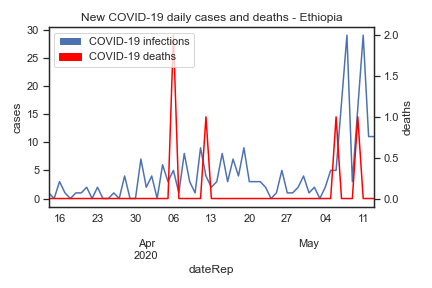 New COVID-19 daily cases and deaths - Ethiopia
COVID-19 infections
COVID-19 deaths
cases
30
25
20
15
10
5
0
deaths
2.0
1.5
1.0
0.5
0.0
16 23 30 06 13 20 27 04 11
Apr May
2020
dateRep